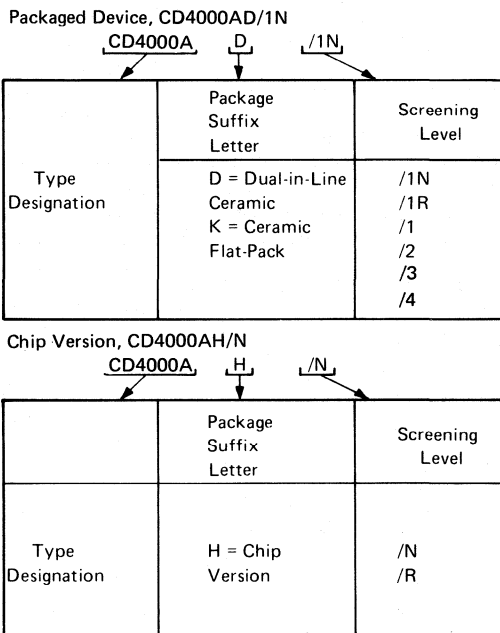 Packaged Device, CD4000AD/1N
CD4000A D /1N
Package
Suffix
Letter
Screening
Level
Type
Designation
D = Dual-in-Line
Ceramic
K = Ceramic
Flat-Pack
/1N
/1R
/1
/2
/3
/4
Chip Version, CD4000AH/N
CD4000A H /N
Package
Suffix
Letter
Screening
Level
Type
Designation
H = Chip
Version
/N
/R